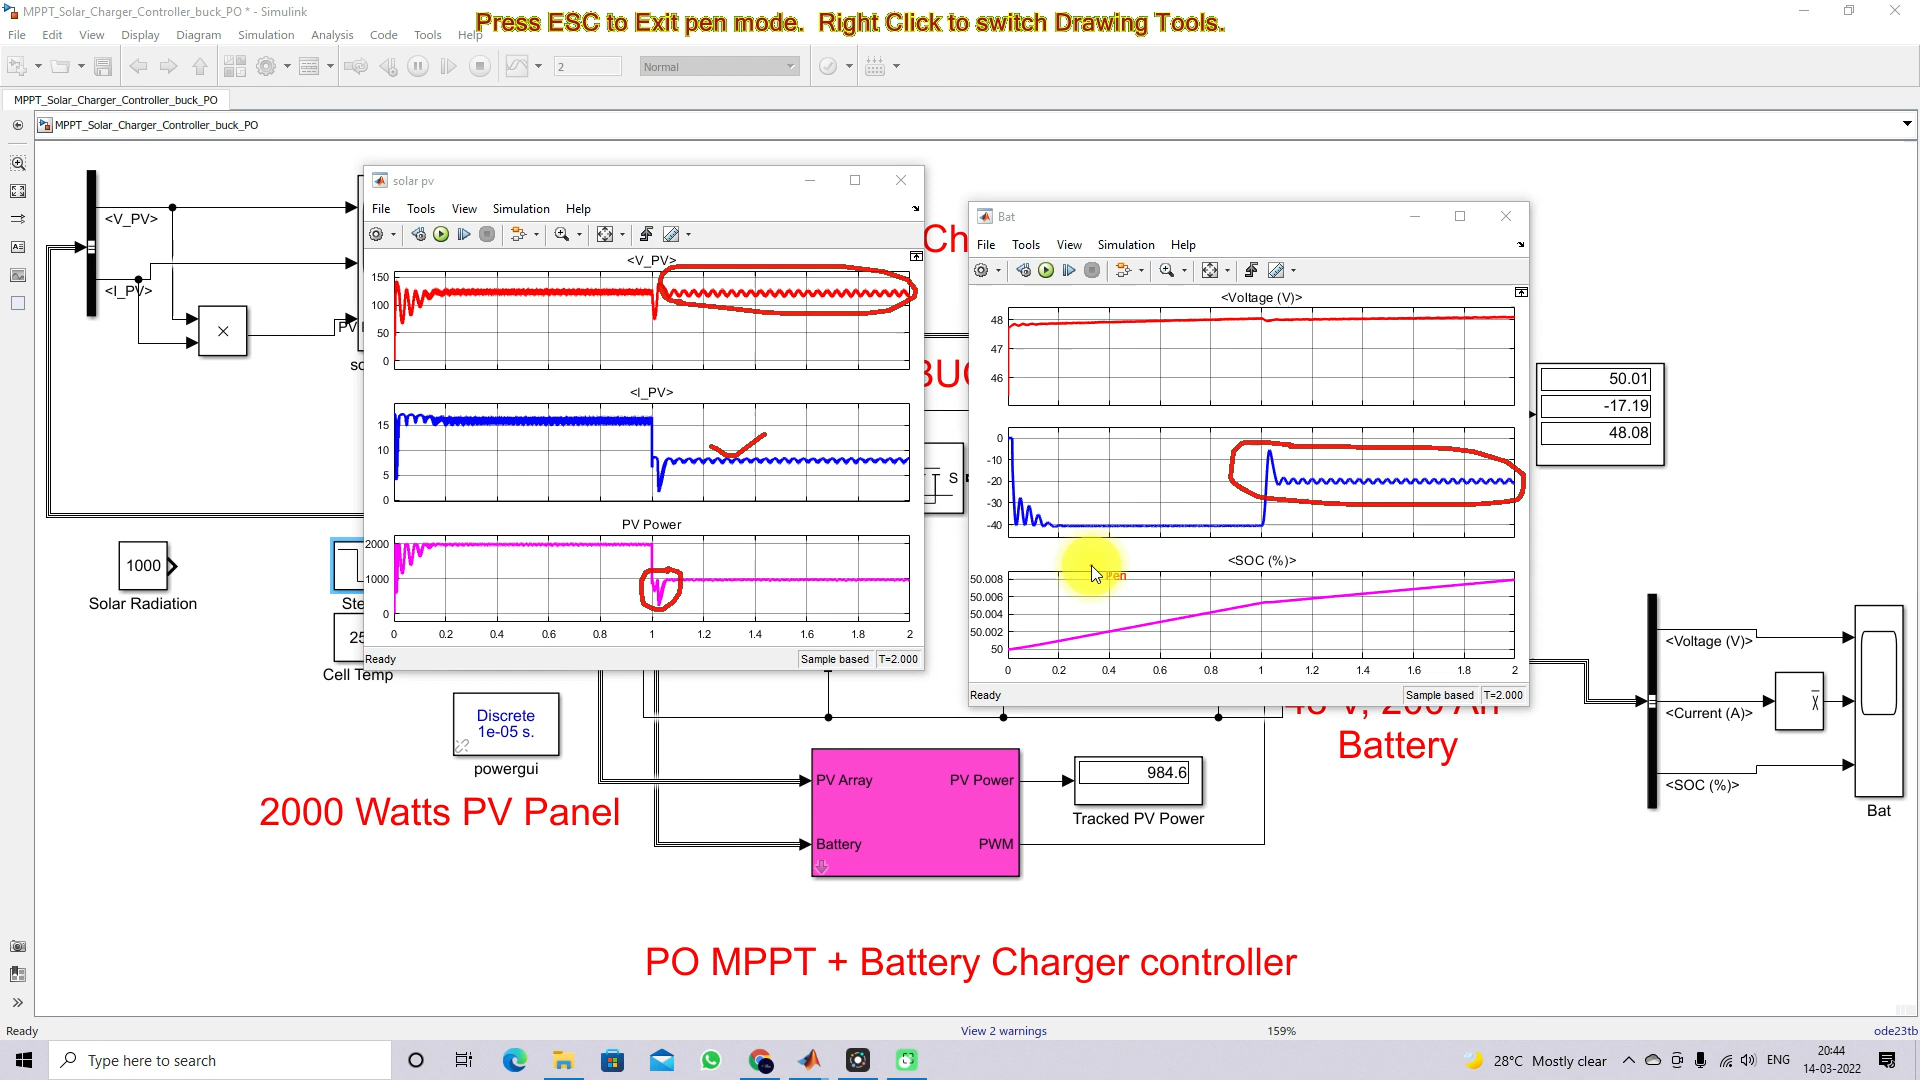 MPPT_Solar_Charger_Controller_buck_PO * - Simulink
Press ESC to Exit pen mode. Right Click to switch Drawing Tools.
File Edit View Display Diagram Simulation Analysis Code Tools Help
2 Normal
MPPT_Solar_Charger_Controller_buck_PO
MPPT_Solar_Charger_Controller_buck_PO
<V_PV>
<I_PV>
×
solar pv
File Tools View Simulation Help
<V_PV>
150
100
50
0
<I_PV>
15
10
5
0
PV Power
2000
1000
0
0 0.2 0.4 0.6 0.8 1 1.2 1.4 1.6 1.8 2
Ready Sample based T=2.000
Bat
File Tools View Simulation Help
<Voltage (V)>
48
47
46
0
-10
-20
-30
-40
<SOC (%)>
50.008
50.006
50.004
50.002
50
0 0.2 0.4 0.6 0.8 1 1.2 1.4 1.6 1.8 2
Ready Sample based T=2.000
Pen
50.01
-17.19
48.08
1000
Solar Radiation
Ste
25
Cell Temp
Discrete
1e-05 s.
powergui
2000 Watts PV Panel
PV Array PV Power
Battery PWM
984.6
Tracked PV Power
Battery
<Voltage (V)>
<Current (A)>
<SOC (%)>
Bat
PO MPPT + Battery Charger controller
Ready View 2 warnings 159% ode23tb
Type here to search
28°C Mostly clear ENG
20:44
14-03-2022